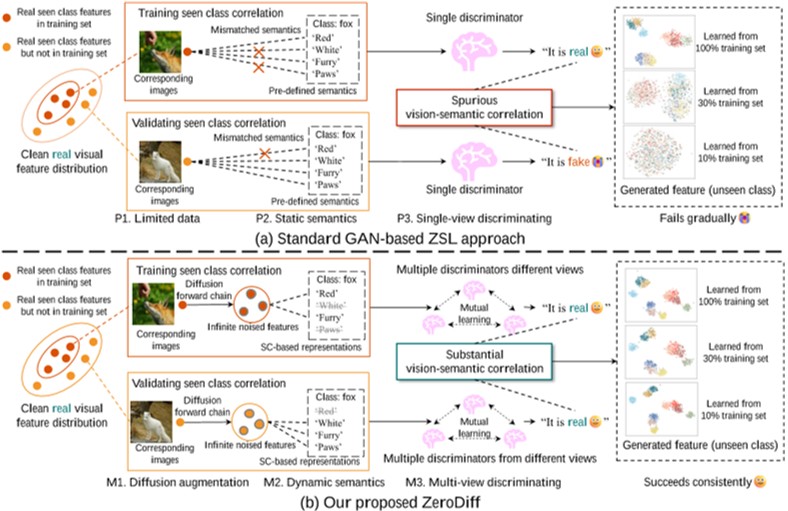 Real seen class features
in training set
Real seen class features
but not in training set
Clean real visual
feature distribution
Training seen class correlation
Mismatched semantics
Corresponding
images
Class: fox
'Red'
'White'
'Furry'
'Paws'
Pre-defined semantics
Validating seen class correlation
Mismatched semantics
Corresponding
images
Class: fox
'Red'
'White'
'Furry'
'Paws'
Pre-defined semantics
Single discriminator
"It is real"
Spurious
vision-semantic correlation
"It is fake"
Single discriminator
Learned from
100% training set
Learned from
30% training set
Learned from
10% training set
Generated feature (unseen class)
P1. Limited data
P2. Static semantics
P3. Single-view discriminating
Fails gradually
(a) Standard GAN-based ZSL approach
Real seen class features
in training set
Real seen class features
but not in training set
Clean real visual
feature distribution
Training seen class correlation
Diffusion
forward chain
Infinite noised features
Corresponding
images
Class: fox
'Red'
'White'
'Furry'
'Paws'
SC-based representations
Validating seen class correlation
Diffusion
forward chain
Infinite noised features
Corresponding
images
Class: fox
'Red'
'White'
'Furry'
'Paws'
SC-based representations
Multiple discriminators different views
Mutual
learning
"It is real"
Substantial
vision-semantic correlation
Mutual
learning
"It is real"
Multiple discriminators from different views
Learned from
100% training set
Learned from
30% training set
Learned from
10% training set
Generated feature (unseen class)
M1. Diffusion augmentation
M2. Dynamic semantics
M3. Multi-view discriminating
Succeeds consistently
(b) Our proposed ZeroDiff